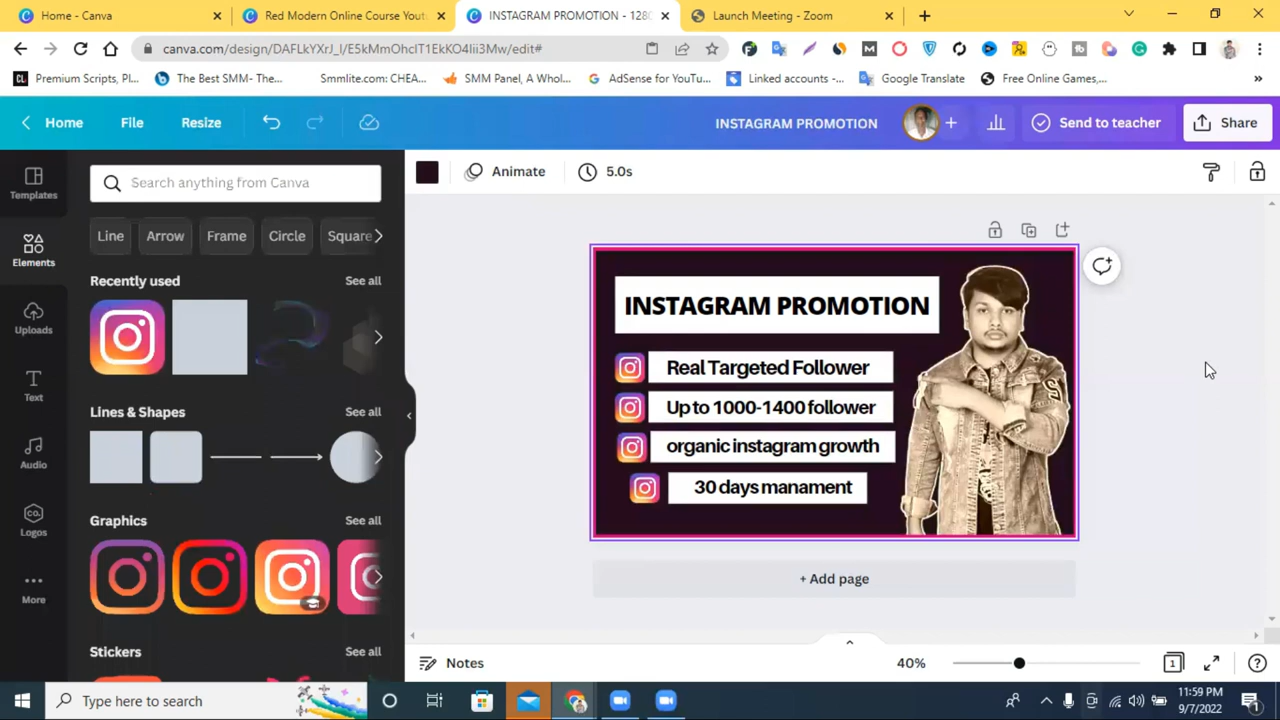 Home - Canva
Red Modern Online Course Yout
INSTAGRAM PROMOTION - 1280
Launch Meeting - Zoom
canva.com/design/DAFLkYXrJ_I/E5kMmOhcIT1EkKO4Iii3Mw/edit#
Premium Scripts, Pl...
The Best SMM- The...
Smmlite.com: CHEA...
SMM Panel, A Whol...
AdSense for YouTu...
Linked accounts -...
Google Translate
Free Online Games,...
Home
File
Resize
INSTAGRAM PROMOTION
Send to teacher
Share
Templates
Elements
Uploads
Text
Audio
Logos
More
Search anything from Canva
Line
Arrow
Frame
Circle
Square
Recently used
See all
Lines & Shapes
See all
Graphics
See all
Stickers
See all
Animate
5.0s
INSTAGRAM PROMOTION
Real Targeted Follower
Up to 1000-1400 follower
organic instagram growth
30 days manament
+ Add page
Notes
40%
1
Type here to search
11:59 PM
9/7/2022
1